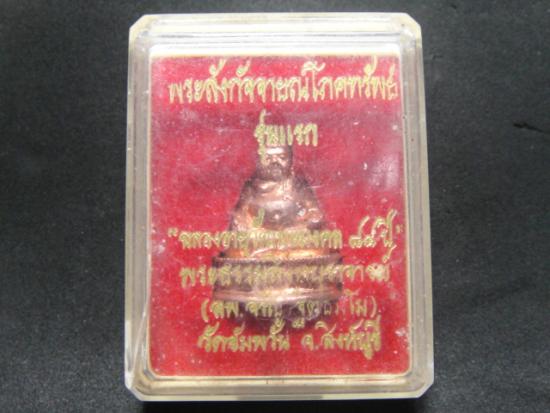 พระสังกัจจายณ์โภคทรัพย์
รุ่นแรก
"ฉลองอายุวัฒนมงคล ๘๘ ปี"
พระธรรมสิงหบุราจารย์
(ลพ.จรัญ ฐิตธมฺโม)
วัดอัมพวัน จ.สิงห์บุรี